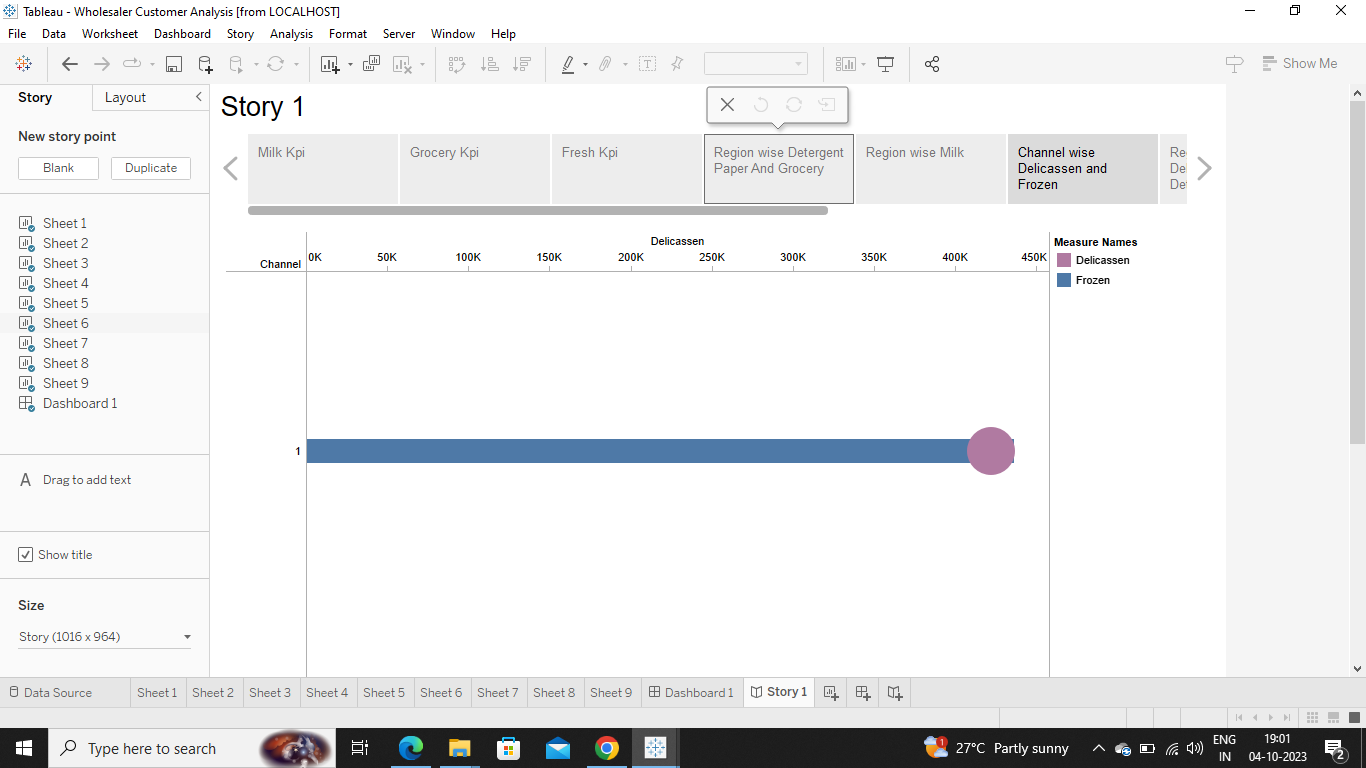 Tableau - Wholesaler Customer Analysis [from LOCALHOST]
File Data Worksheet Dashboard Story Analysis Format Server Window Help
Show Me
Story Layout
New story point
Blank Duplicate
Sheet 1
Sheet 2
Sheet 3
Sheet 4
Sheet 5
Sheet 6
Sheet 7
Sheet 8
Sheet 9
Dashboard 1
A Drag to add text
Show title
Size
Story (1016 x 964)
Story 1
Milk Kpi
Grocery Kpi
Fresh Kpi
Region wise Detergent
Paper And Grocery
Region wise Milk
Channel wise
Delicassen and
Frozen
Delicassen
Channel
0K 50K 100K 150K 200K 250K 300K 350K 400K 450K
1
Measure Names
Delicassen
Frozen
Data Source Sheet 1 Sheet 2 Sheet 3 Sheet 4 Sheet 5 Sheet 6 Sheet 7 Sheet 8 Sheet 9 Dashboard 1 Story 1
Type here to search
1
27°C Partly sunny
ENG
IN
19:01
04-10-2023
2